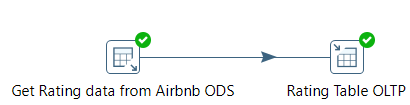 Get Rating data from Airbnb ODS
Rating Table OLTP